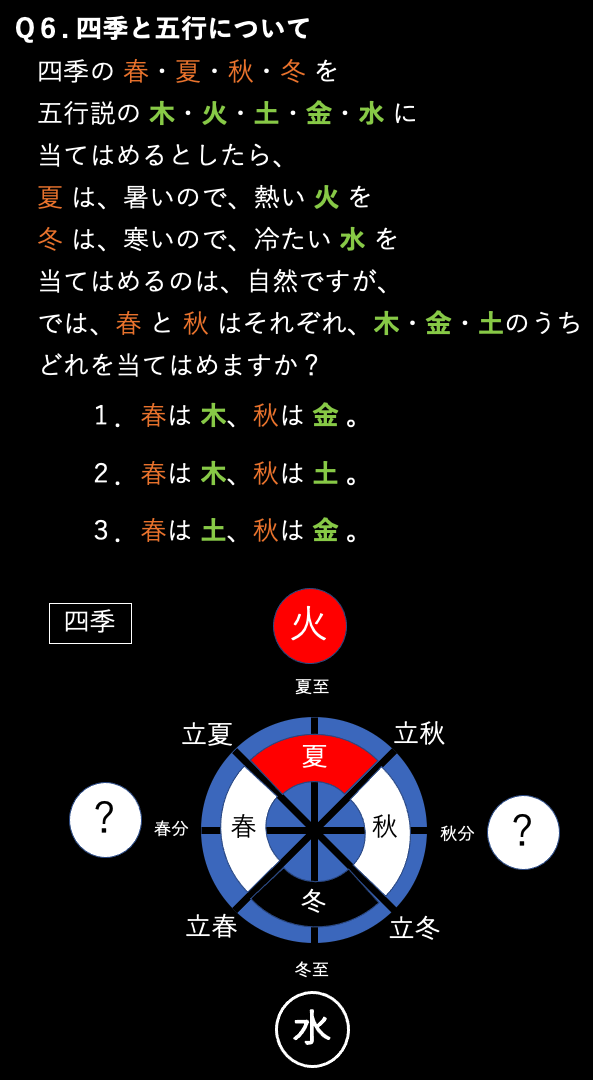 Q６. 四季と五行について
四季の 春・夏・秋・冬 を
五行説の 木・火・土・金・水 に
当てはめるとしたら、
夏 は、暑いので、熱い 火 を
冬 は、寒いので、冷たい 水 を
当てはめるのは、自然ですが、
では、春 と 秋 はそれぞれ、木・金・土のうち
どれを当てはめますか？
１．春は 木、秋は 金 。
２．春は 木、秋は 土 。
３．春は 土、秋は 金 。
四季
火
夏至
立夏
立秋
夏
？
春分
春
秋
秋分
？
冬
立春
立冬
冬至
水